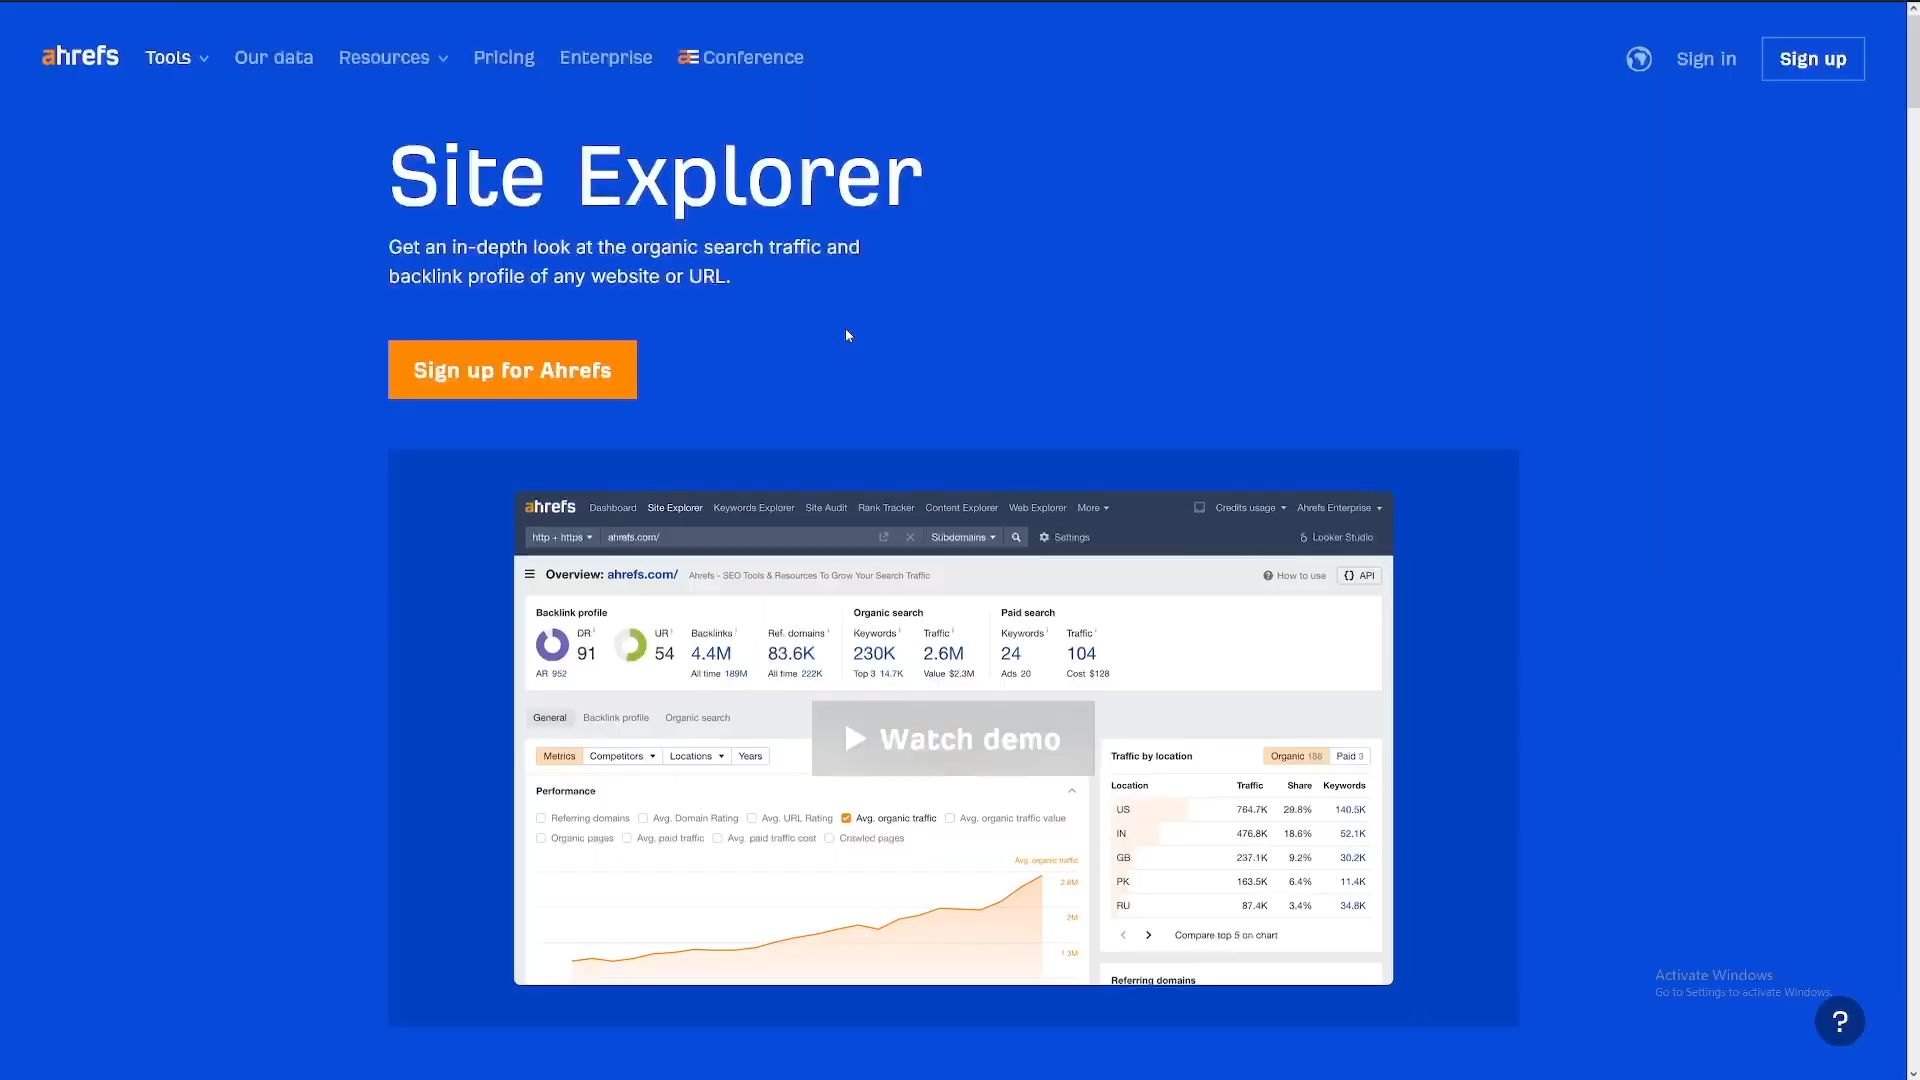 ahrefs Tools Our data Resources Pricing Enterprise Conference Sign in Sign up
Site Explorer
Get an in-depth look at the organic search traffic and
backlink profile of any website or URL.
Sign up for Ahrefs
ahrefs Dashboard Site Explorer Keywords Explorer Site Audit Rank Tracker Content Explorer Web Explorer More Credits usage Ahrefs Enterprise
http + https ahrefs.com/ Subdomains Settings Looker Studio
Overview: ahrefs.com/ Ahrefs - SEO Tools & Resources To Grow Your Search Traffic ? How to use {} API
Backlink profile Organic search Paid search
DR i UR i Backlinks i Ref. domains i Keywords i Traffic i Keywords i Traffic i
91 54 4.4M 83.6K 230K 2.6M 24 104
AR 952 All time 189M All time 222K Top 3 14.7K Value $2.3M Ads 20 Cost $128
General Backlink profile Organic search
Watch demo
Metrics Competitors Locations Years
Performance
Referring domains Avg. Domain Rating Avg. URL Rating Avg. organic traffic Avg. organic traffic value
Organic pages Avg. paid traffic Avg. paid traffic cost Crawled pages
Avg. organic traffic
2.6M
2M
1.3M
Traffic by location Organic 186 Paid 3
Location Traffic Share Keywords
US 764.7K 29.8% 140.5K
IN 476.8K 18.6% 52.1K
GB 237.1K 9.2% 30.2K
PK 163.5K 6.4% 11.4K
RU 87.4K 3.4% 34.8K
Compare top 5 on chart
Referring domains
Activate Windows
Go to Settings to activate Windows.
?